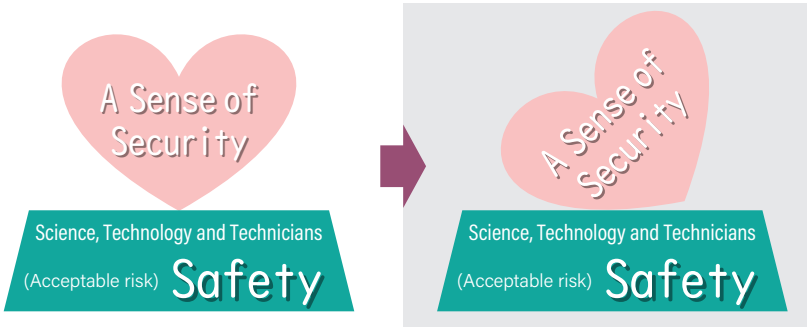 A Sense of
Security
Science, Technology and Technicians
(Acceptable risk) Safety
A Sense of
Security
Science, Technology and Technicians
(Acceptable risk) Safety